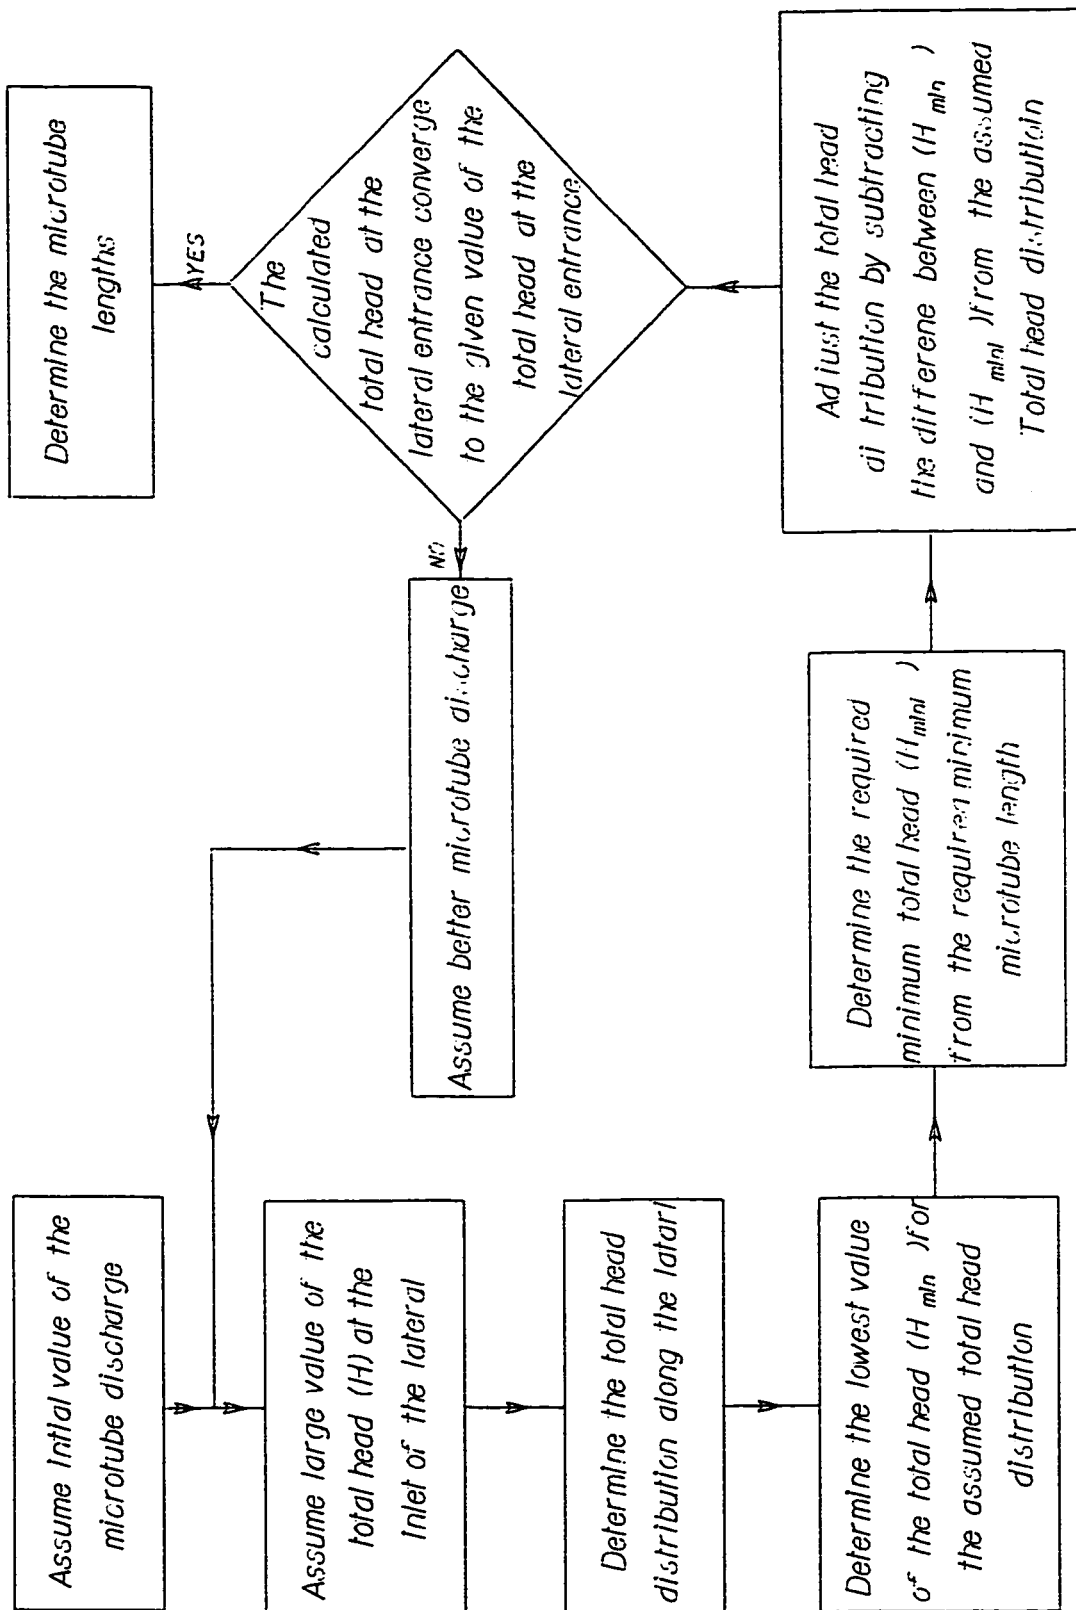 Assume intial value of the
microtube discharge
Assume large value of the
total head (H) at the
Inlet of the lateral
Determine the total head
distribution along the latarl
Determine the lowest value
of the total head (H min )for
the assumed total head
distribution
Determine the required
minimum total head (H mini )
from the required minimum
microtube length
Adjust the total head
di tribution by subtracting
the differene between (H min )
and (H mini )from the assumed
Total head distribution
The
calculated
total head at the
lateral entrance converge
to the given value of the
total head at the
lateral entrance
YES
Determine the microtube
lengths
NO
Assume better microtube discharge